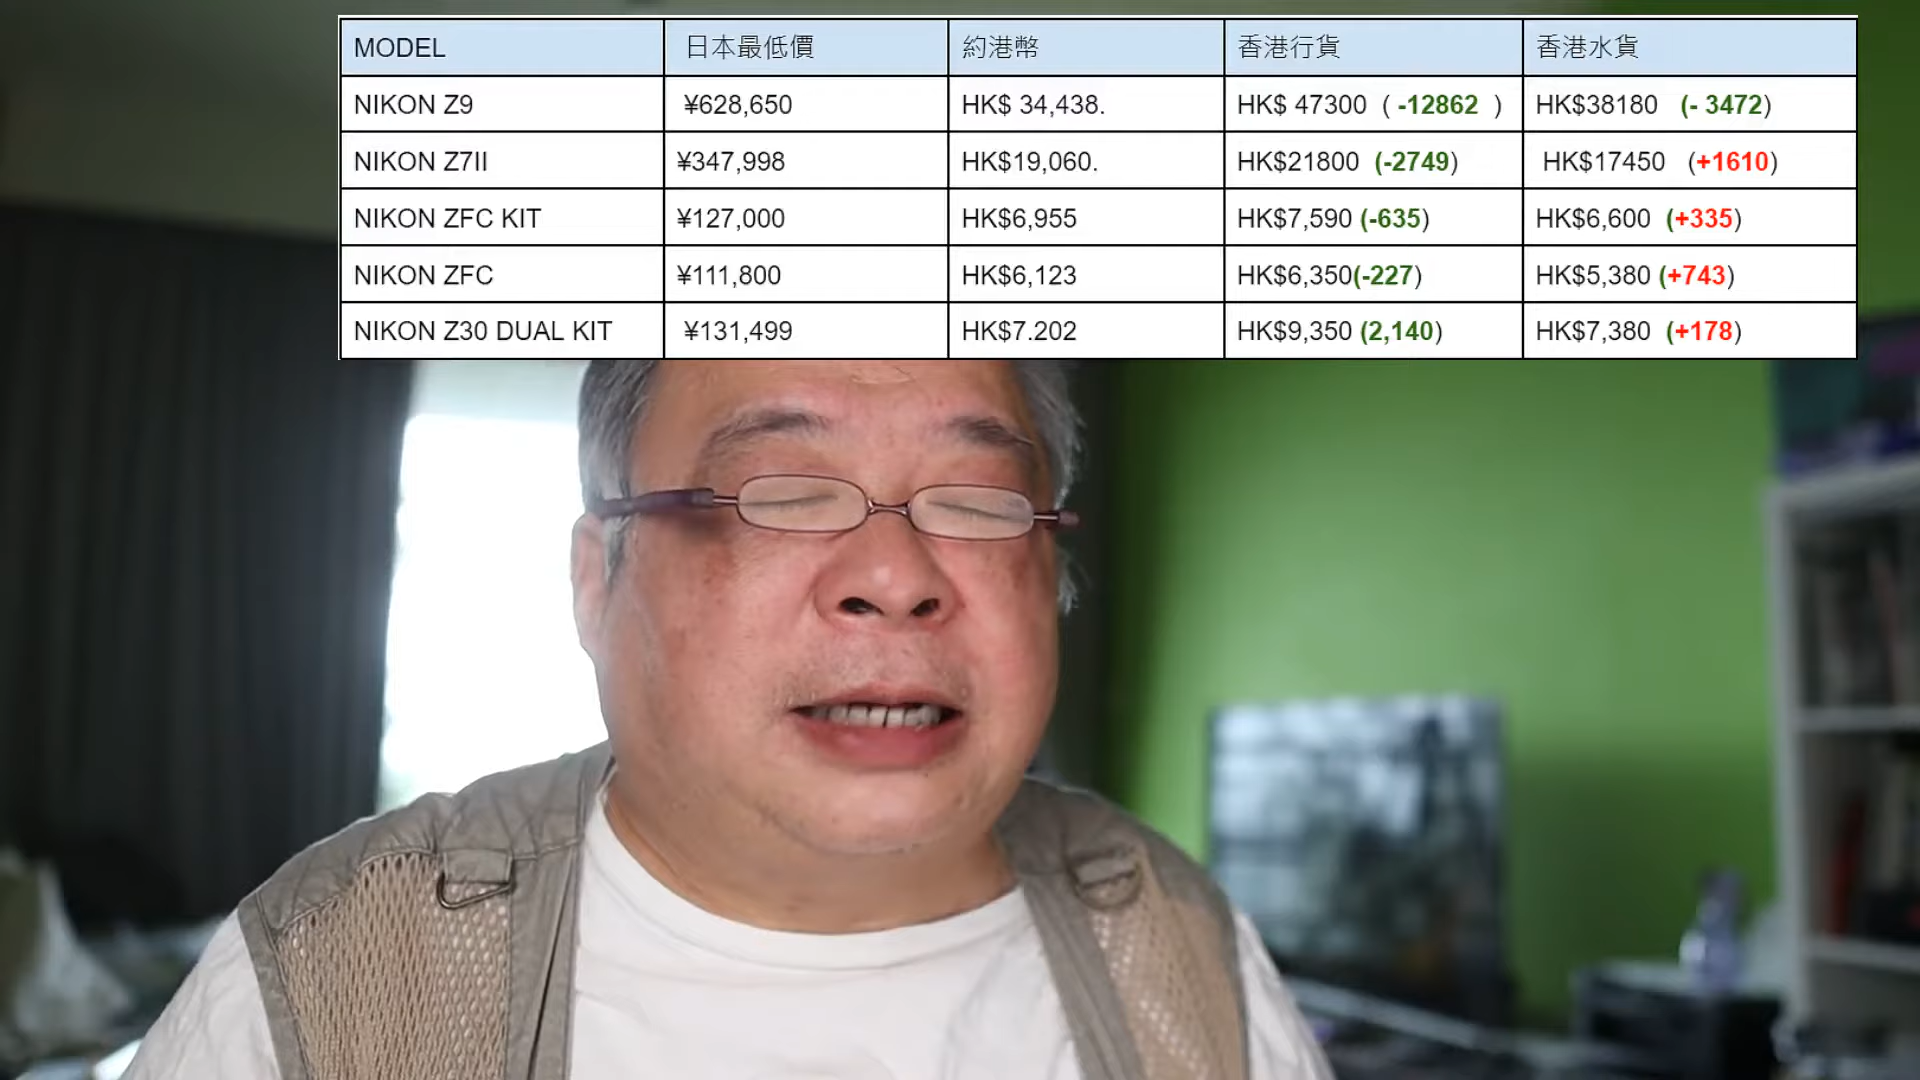 MODEL 日本最低價 約港幣 香港行貨 香港水貨
NIKON Z9 ¥628,650 HK$ 34,438. HK$ 47300 ( -12862 ) HK$38180 (- 3472)
NIKON Z7II ¥347,998 HK$19,060. HK$21800 (-2749) HK$17450 (+1610)
NIKON ZFC KIT ¥127,000 HK$6,955 HK$7,590 (-635) HK$6,600 (+335)
NIKON ZFC ¥111,800 HK$6,123 HK$6,350(-227) HK$5,380 (+743)
NIKON Z30 DUAL KIT ¥131,499 HK$7.202 HK$9,350 (2,140) HK$7,380 (+178)